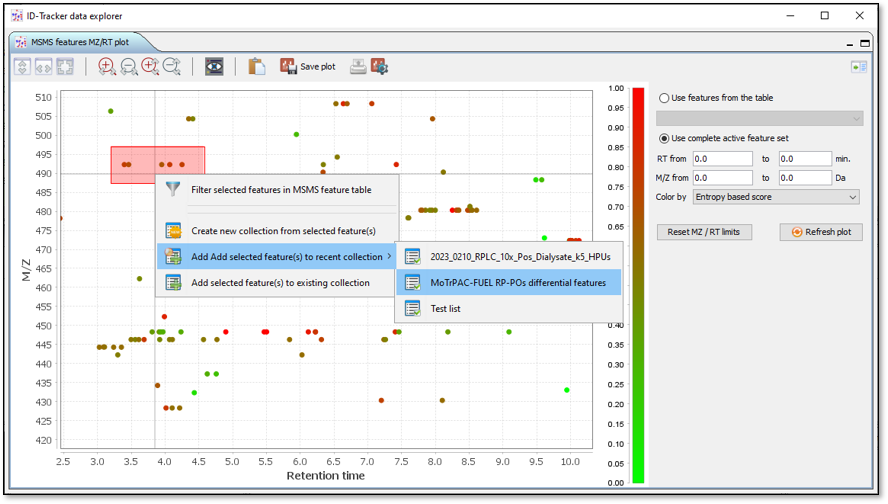 ID-Tracker data explorer
MSMS features MZ/RT plot
Save plot
510
505
500
495
490
485
480
475
470
465
460
455
450
445
440
435
430
425
420
M/Z
2.5 3.0 3.5 4.0 4.5 5.0 5.5 6.0 6.5 7.0 7.5 8.0 8.5 9.0 9.5 10.0
Retention time
Filter selected features in MSMS feature table
Create new collection from selected feature(s)
Add Add selected feature(s) to recent collection
Add selected feature(s) to existing collection
2023_0210_RPLC_10x_Pos_Dialysate_k5_HPUs
MoTrPAC-FUEL RP-POs differential features
Test list
1.00
0.95
0.90
0.85
0.80
0.75
0.70
0.65
0.40
0.35
0.30
0.25
0.20
0.15
0.10
0.05
0.00
Use features from the table
Use complete active feature set
RT from 0.0 to 0.0 min.
M/Z from 0.0 to 0.0 Da
Color by Entropy based score
Reset MZ / RT limits Refresh plot